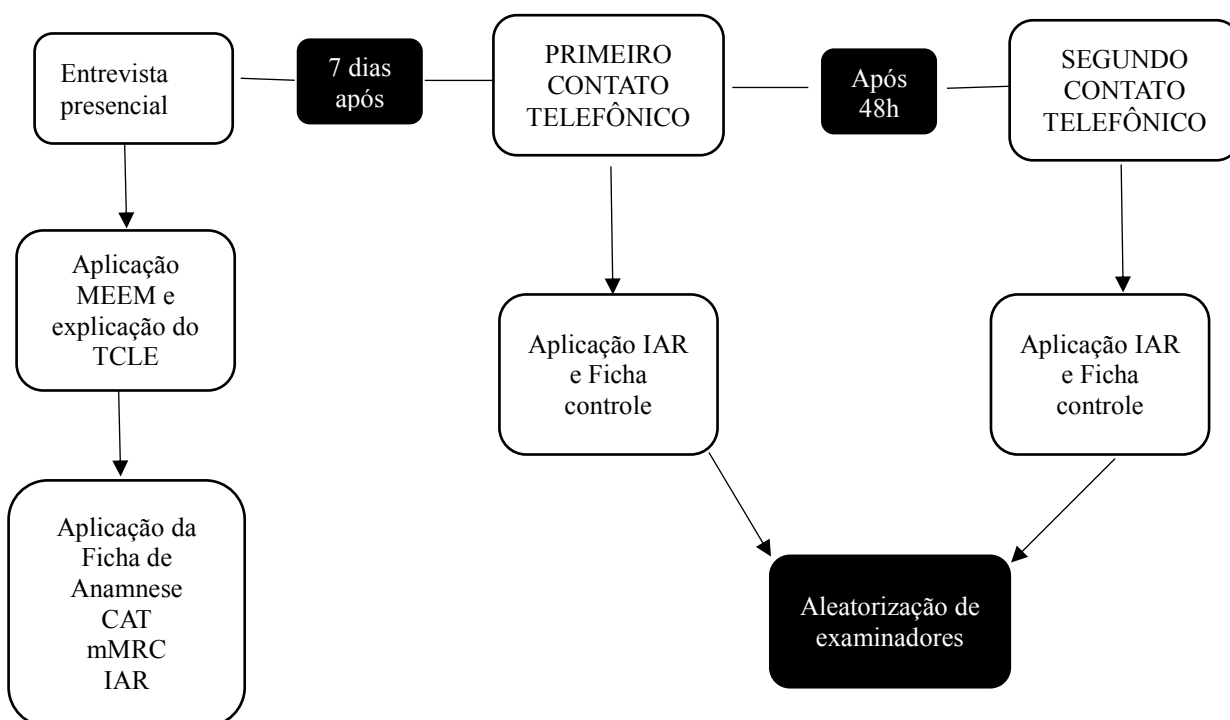 Entrevista
presencial
7 dias
após
PRIMEIRO
CONTATO
TELEFÔNICO
Após
48h
SEGUNDO
CONTATO
TELEFÔNICO
Aplicação
MEEM e
explicação do
TCLE
Aplicação IAR
e Ficha
controle
Aplicação IAR
e Ficha
controle
Aplicação da
Ficha de
Anamnese
CAT
mMRC
IAR
Aleatorização de
examinadores